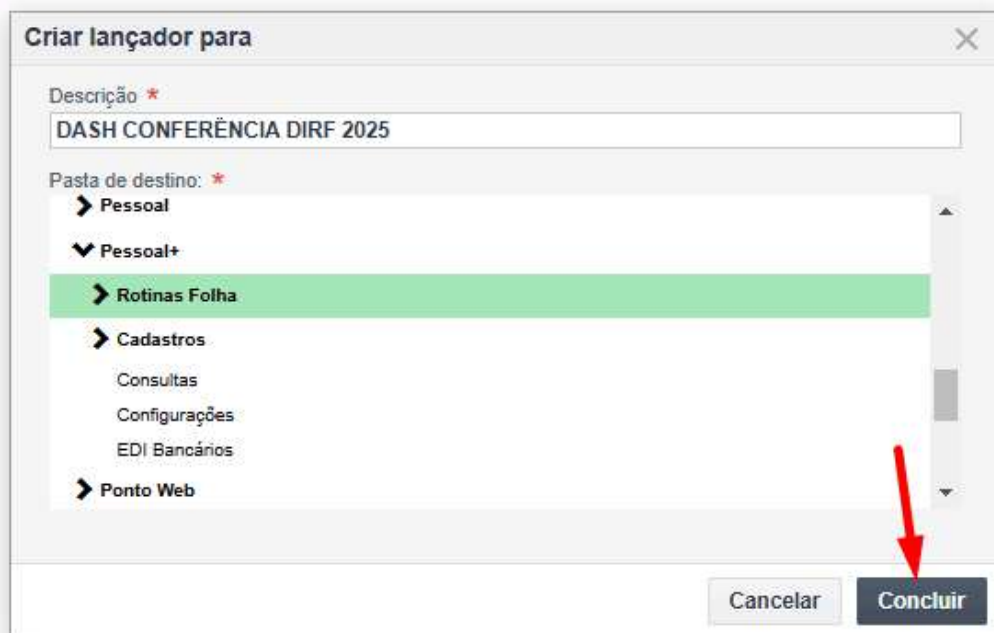 Criar lançador para
Descrição *
DASH CONFERÊNCIA DIRF 2025
Pasta de destino: *
Pessoal
Pessoal+
Rotinas Folha
Cadastros
Consultas
Configurações
EDI Bancários
Ponto Web
Cancelar
Concluir